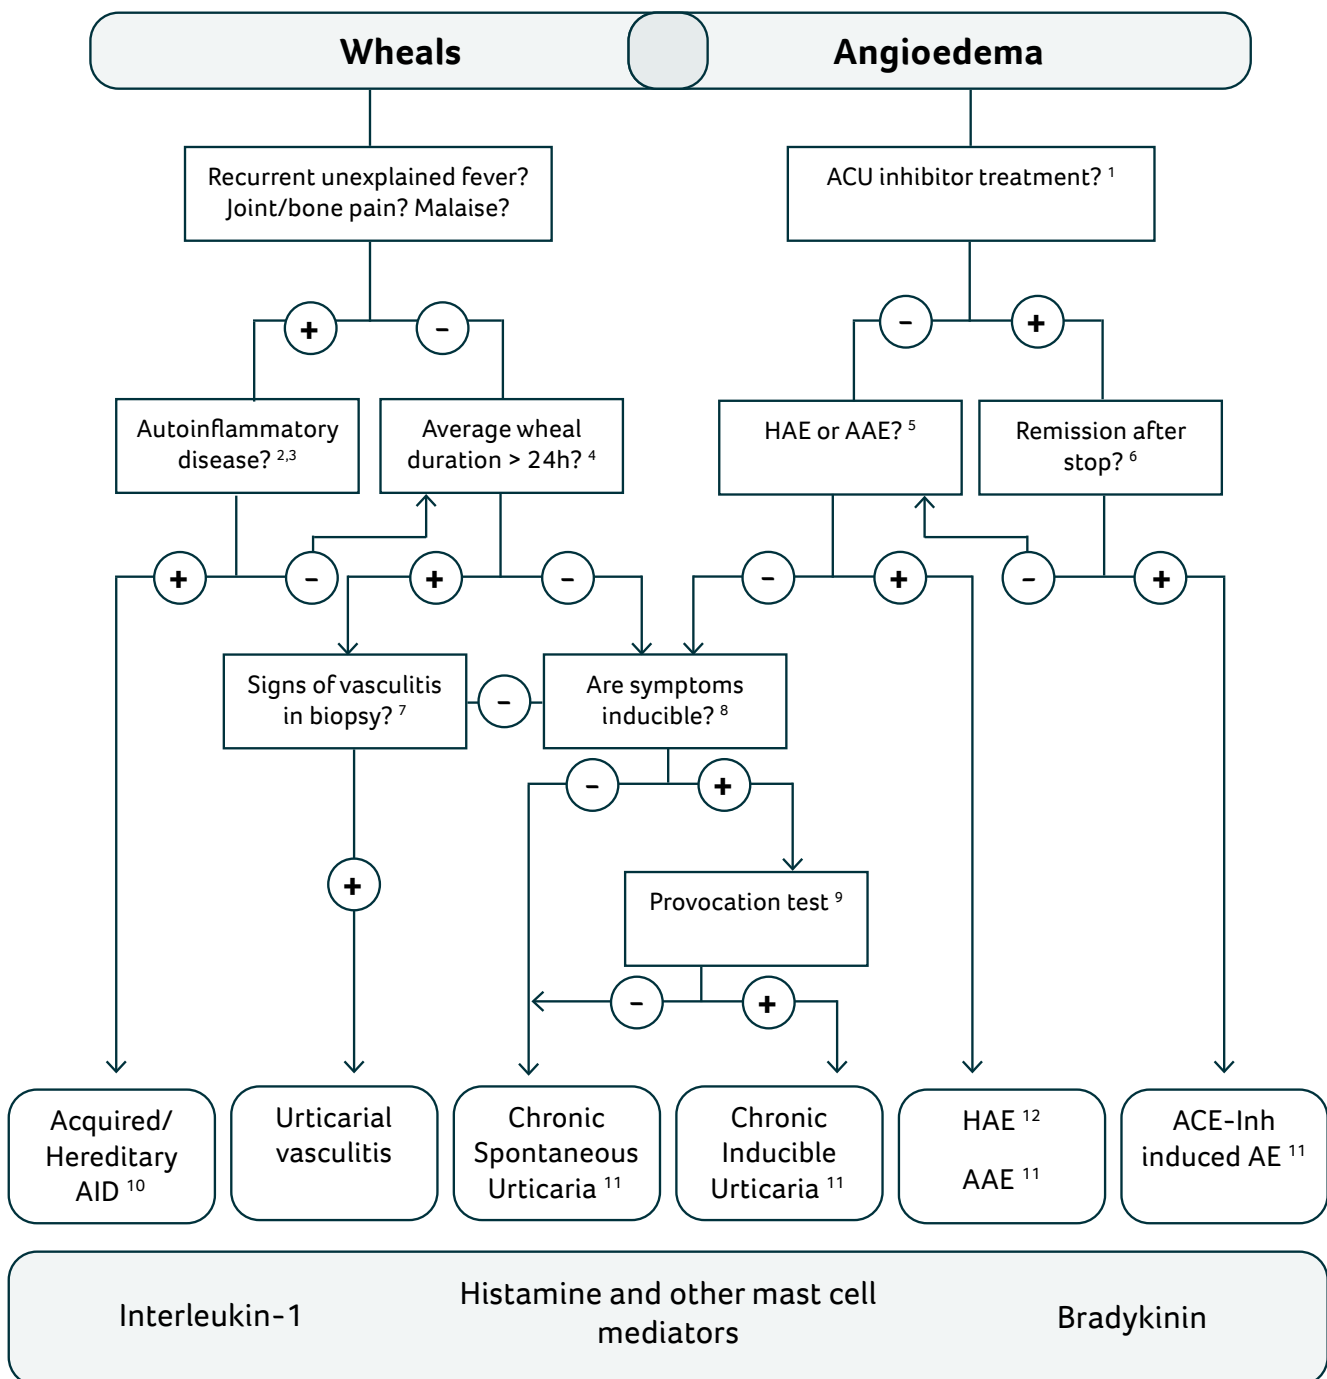 Wheals
Angioedema
Recurrent unexplained fever?
Joint/bone pain? Malaise?
ACU inhibitor treatment? 1
+
-
-
+
Autoinflammatory
disease? 2,3
Average wheal
duration > 24h? 4
HAE or AAE? 5
Remission after
stop? 6
+
-
+
-
-
+
-
+
Signs of vasculitis
in biopsy? 7
-
Are symptoms
inducible? 8
-
+
+
Provocation test 9
-
+
Acquired/
Hereditary
AID 10
Urticarial
vasculitis
Chronic
Spontaneous
Urticaria 11
Chronic
Inducible
Urticaria 11
HAE 12
AAE 11
ACE-Inh
induced AE 11
Interleukin-1
Histamine and other mast cell
mediators
Bradykinin